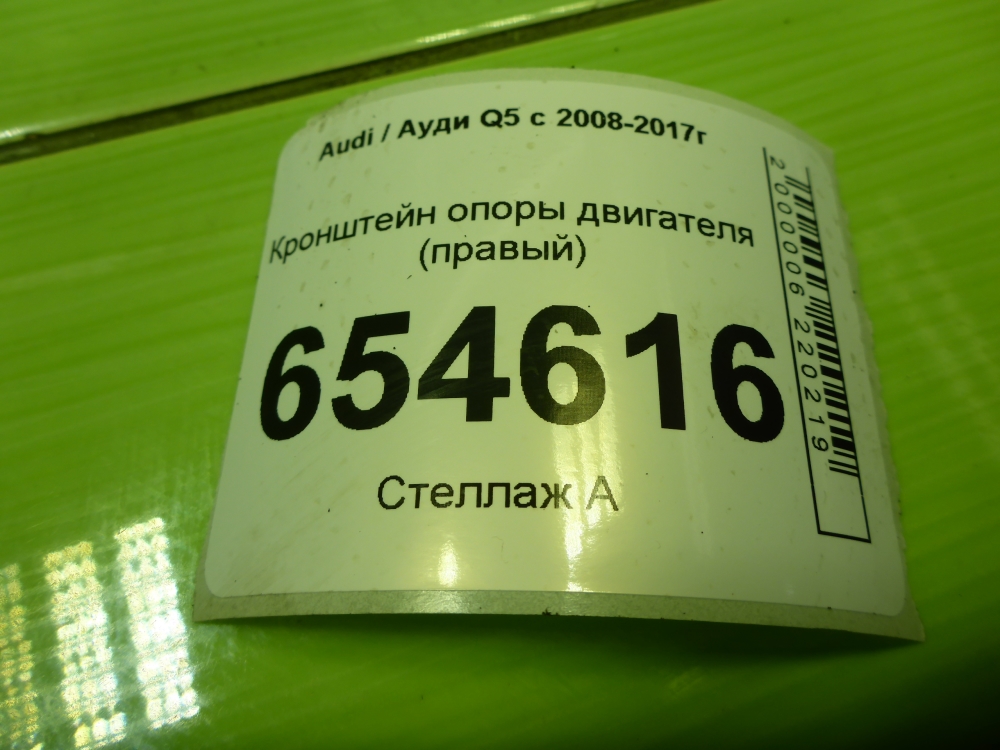 Audi / Ауди Q5 с 2008-2017г
Кронштейн опоры двигателя
(правый)
654616
Стеллаж А
2000006220219